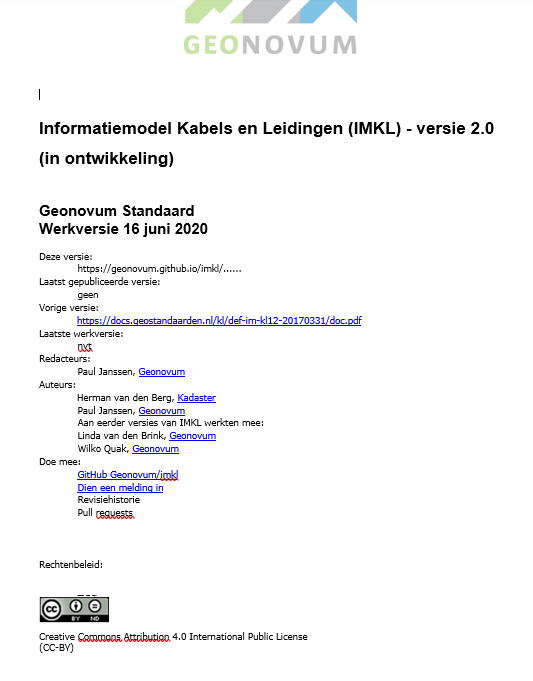 GEONOVUM
Informatiemodel Kabels en Leidingen (IMKL) - versie 2.0
(in ontwikkeling)
Geonovum Standaard
Werkversie 16 juni 2020
Deze versie:
https://geonovum.github.io/imkl/......
Laatst gepubliceerde versie:
geen
Vorige versie:
https://docs.geostandaarden.nl/kl/def-im-kl12-20170331/doc.pdf
Laatste werkversie:
nvt
Redacteurs:
Paul Janssen, Geonovum
Auteurs:
Herman van den Berg, Kadaster
Paul Janssen, Geonovum
Aan eerder versies van IMKL werkten mee:
Linda van den Brink, Geonovum
Wilko Quak, Geonovum
Doe mee:
GitHub Geonovum/imkl
Dien een melding in
Revisiehistorie
Pull requests
Rechtenbeleid:
cc BY ND
Creative Commons Attribution 4.0 International Public License
(CC-BY)